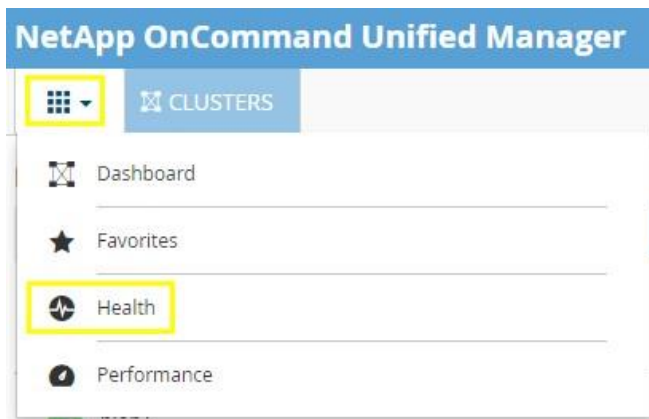 NetApp OnCommand Unified Manager
CLUSTERS
Dashboard
Favorites
Health
Performance